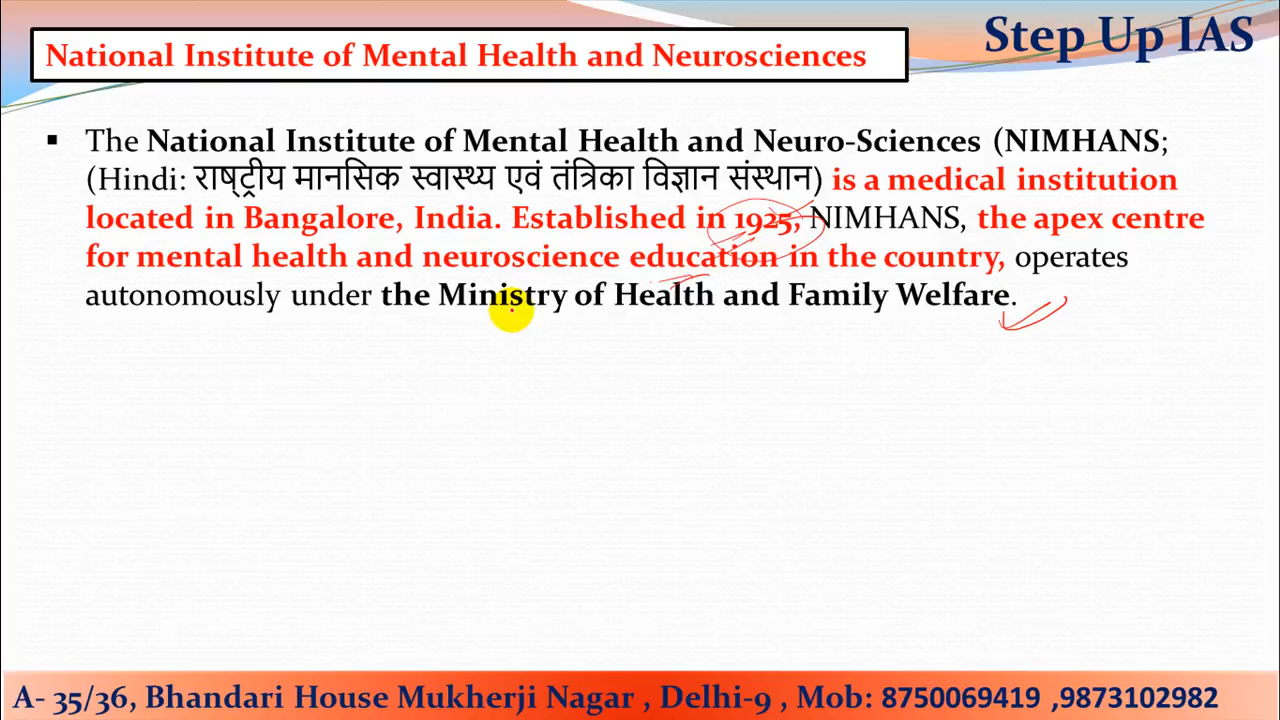 National Institute of Mental Health and Neurosciences
Step Up IAS
▪ The National Institute of Mental Health and Neuro-Sciences (NIMHANS;
(Hindi: राष्ट्रीय मानसिक स्वास्थ्य एवं तंत्रिका विज्ञान संस्थान) is a medical institution
located in Bangalore, India. Established in 1925, NIMHANS, the apex centre
for mental health and neuroscience education in the country, operates
autonomously under the Ministry of Health and Family Welfare.
A- 35/36, Bhandari House Mukherji Nagar , Delhi-9 , Mob: 8750069419 ,9873102982